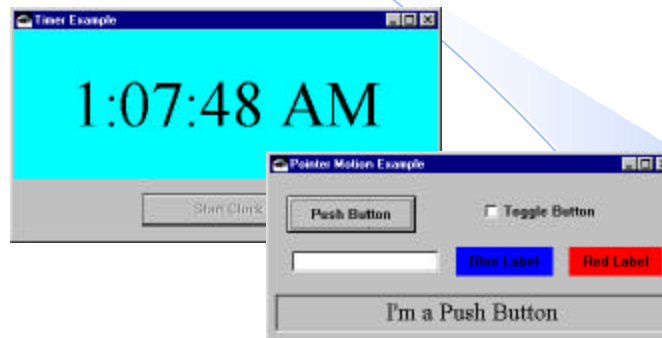 Timer Example
1:07:48 AM
Start Clock
Pointer Motion Example
Push Button
Toggle Button
Blue Label
Red Label
I'm a Push Button